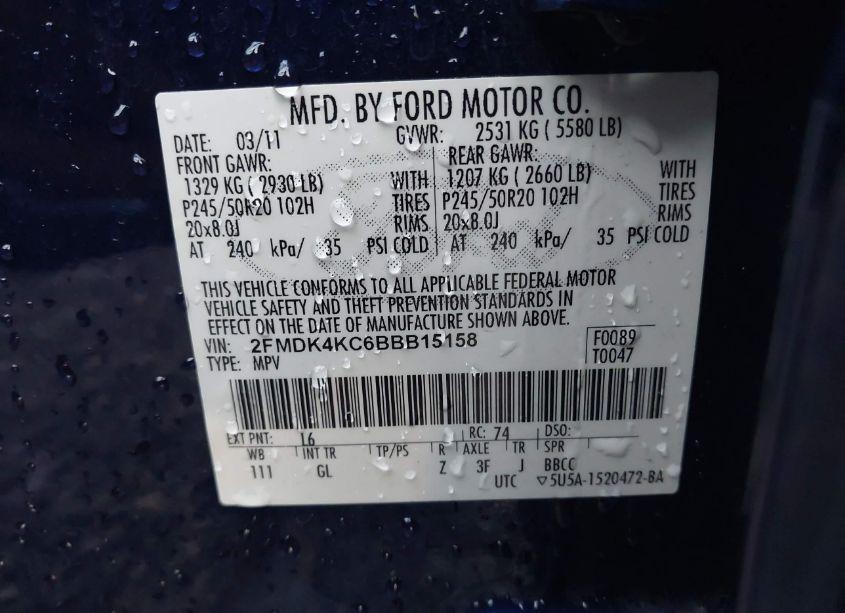 MFD. BY FORD MOTOR CO.
DATE: 03/11 GVWR: 2531 KG ( 5580 LB)
FRONT GAWR: REAR GAWR:
1329 KG ( 2930 LB) WITH 1207 KG ( 2660 LB) WITH
P245/50R20 102H TIRES P245/50R20 102H TIRES
20x8.0J RIMS 20x8.0J RIMS
AT 240 kPa/ 35 PSI COLD AT 240 kPa/ 35 PSI COLD
THIS VEHICLE CONFORMS TO ALL APPLICABLE FEDERAL MOTOR
VEHICLE SAFETY AND THEFT PREVENTION STANDARDS IN
EFFECT ON THE DATE OF MANUFACTURE SHOWN ABOVE.
VIN: 2FMDK4KC6BBB15158 F0089
TYPE: MPV T0047
EXT PNT: L6 RC: 74 DSO:
WB INT TR TP/PS R AXLE TR SPR
111 GL Z 3F J BBCC
UTC ▽5U5A-1520472-BA